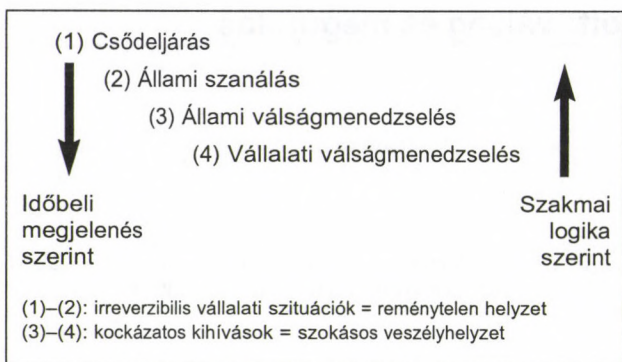 (1) Csődeljárás
(2) Állami szanálás
(3) Állami válságmenedzselés
(4) Vállalati válságmenedzselés
Időbeli
megjelenés
szerint
Szakmai
logika
szerint
(1)–(2): irreverzibilis vállalati szituációk = reménytelen helyzet
(3)–(4): kockázatos kihívások = szokásos veszélyhelyzet